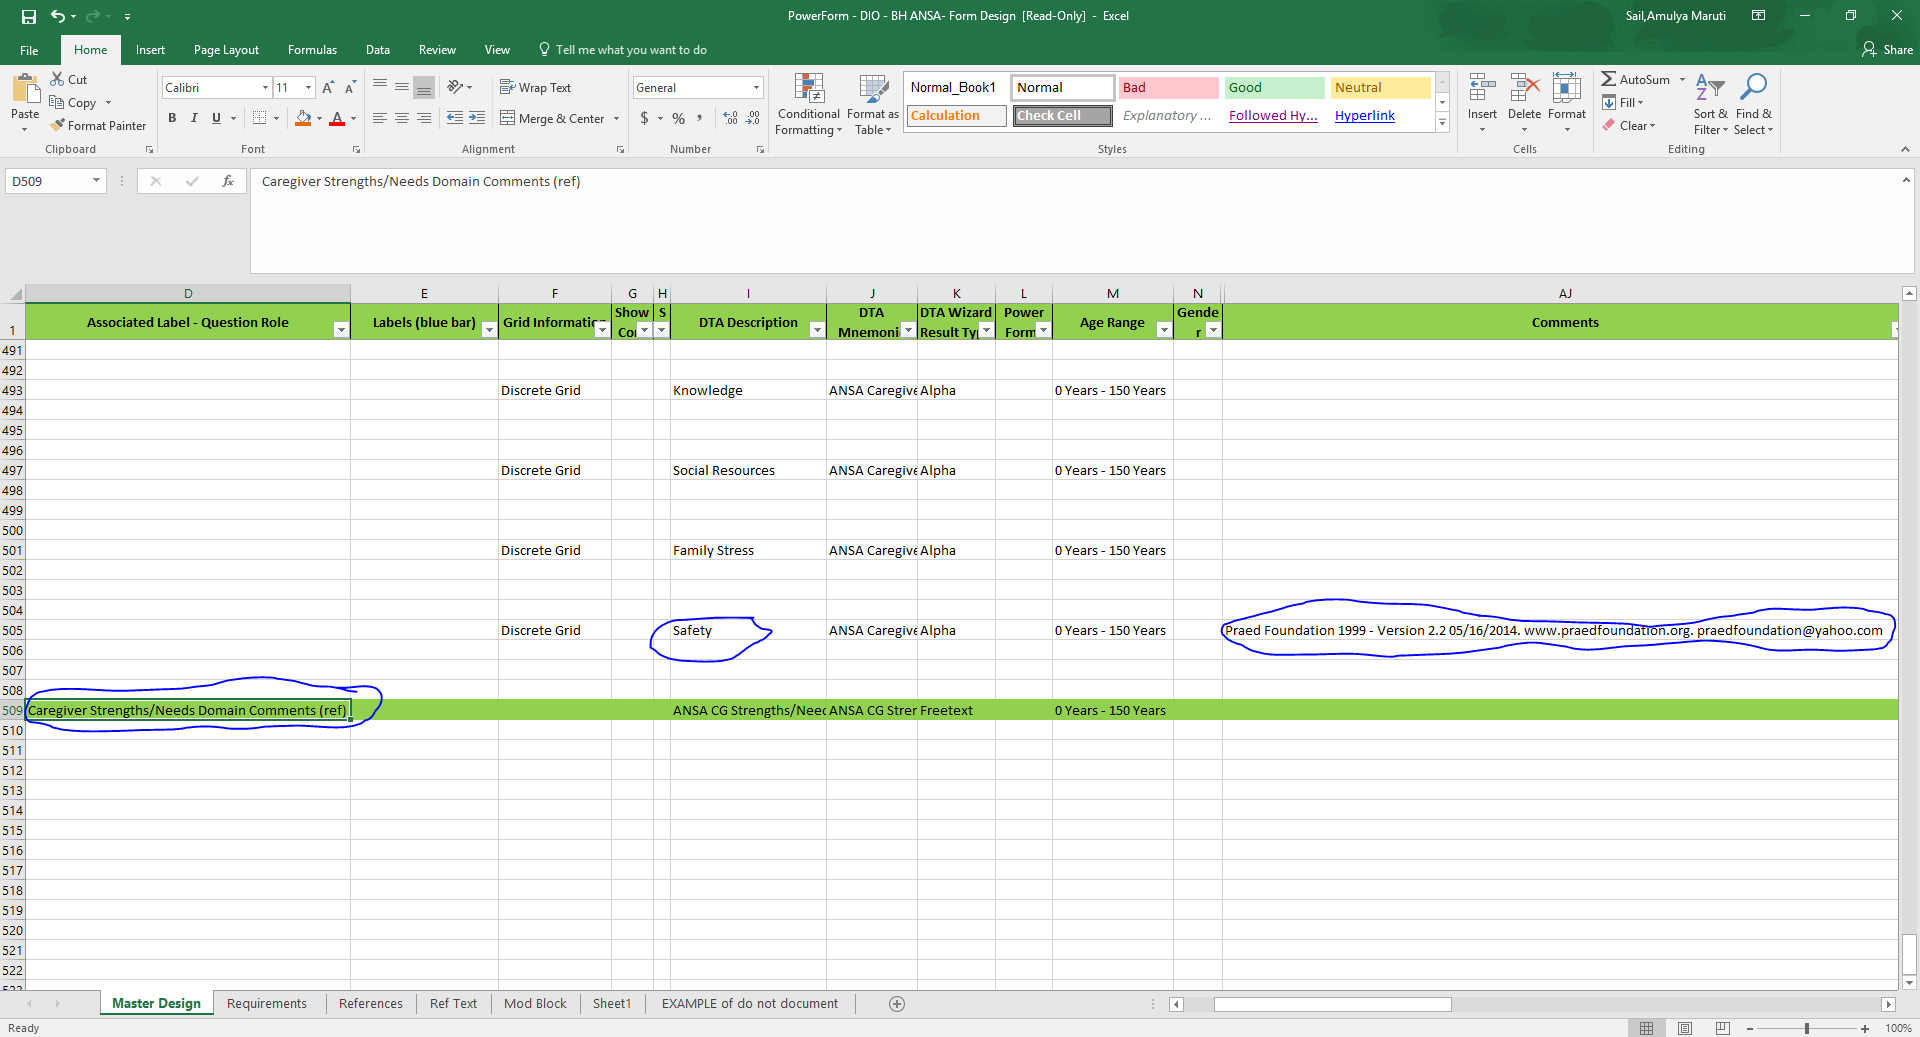 PowerForm - DIO - BH ANSA- Form Design [Read-Only] - Excel
Sail,Amulya Maruti
File Home Insert Page Layout Formulas Data Review View Tell me what you want to do
Share
Paste
Cut
Copy
Format Painter
Clipboard
Calibri 11
B I U
Font
Wrap Text
Merge & Center
Alignment
General
$ % ,
Number
Conditional Formatting
Format as Table
Normal_Book1 Normal Bad Good Neutral
Calculation Check Cell Explanatory ... Followed Hy... Hyperlink
Styles
Insert Delete Format
Cells
AutoSum
Fill
Clear
Sort & Filter
Find & Select
Editing
D509
fx
Caregiver Strengths/Needs Domain Comments (ref)
D E F G H I J K L M N AJ
1 Associated Label - Question Role Labels (blue bar) Grid Informatio Show Co S DTA Description DTA Mnemoni DTA Wizard Result Ty Power Form Age Range Gender Comments
491
492
493 Discrete Grid Knowledge ANSA Caregive Alpha 0 Years - 150 Years
494
495
496
497 Discrete Grid Social Resources ANSA Caregive Alpha 0 Years - 150 Years
498
499
500
501 Discrete Grid Family Stress ANSA Caregive Alpha 0 Years - 150 Years
502
503
504
505 Discrete Grid Safety ANSA Caregive Alpha 0 Years - 150 Years Praed Foundation 1999 - Version 2.2 05/16/2014. www.praedfoundation.org. praedfoundation@yahoo.com
506
507
508
509 Caregiver Strengths/Needs Domain Comments (ref) ANSA CG Strengths/Need ANSA CG Stren Freetext 0 Years - 150 Years
510
511
512
513
514
515
516
517
518
519
520
521
522
Master Design Requirements References Ref Text Mod Block Sheet1 EXAMPLE of do not document
Ready
100%